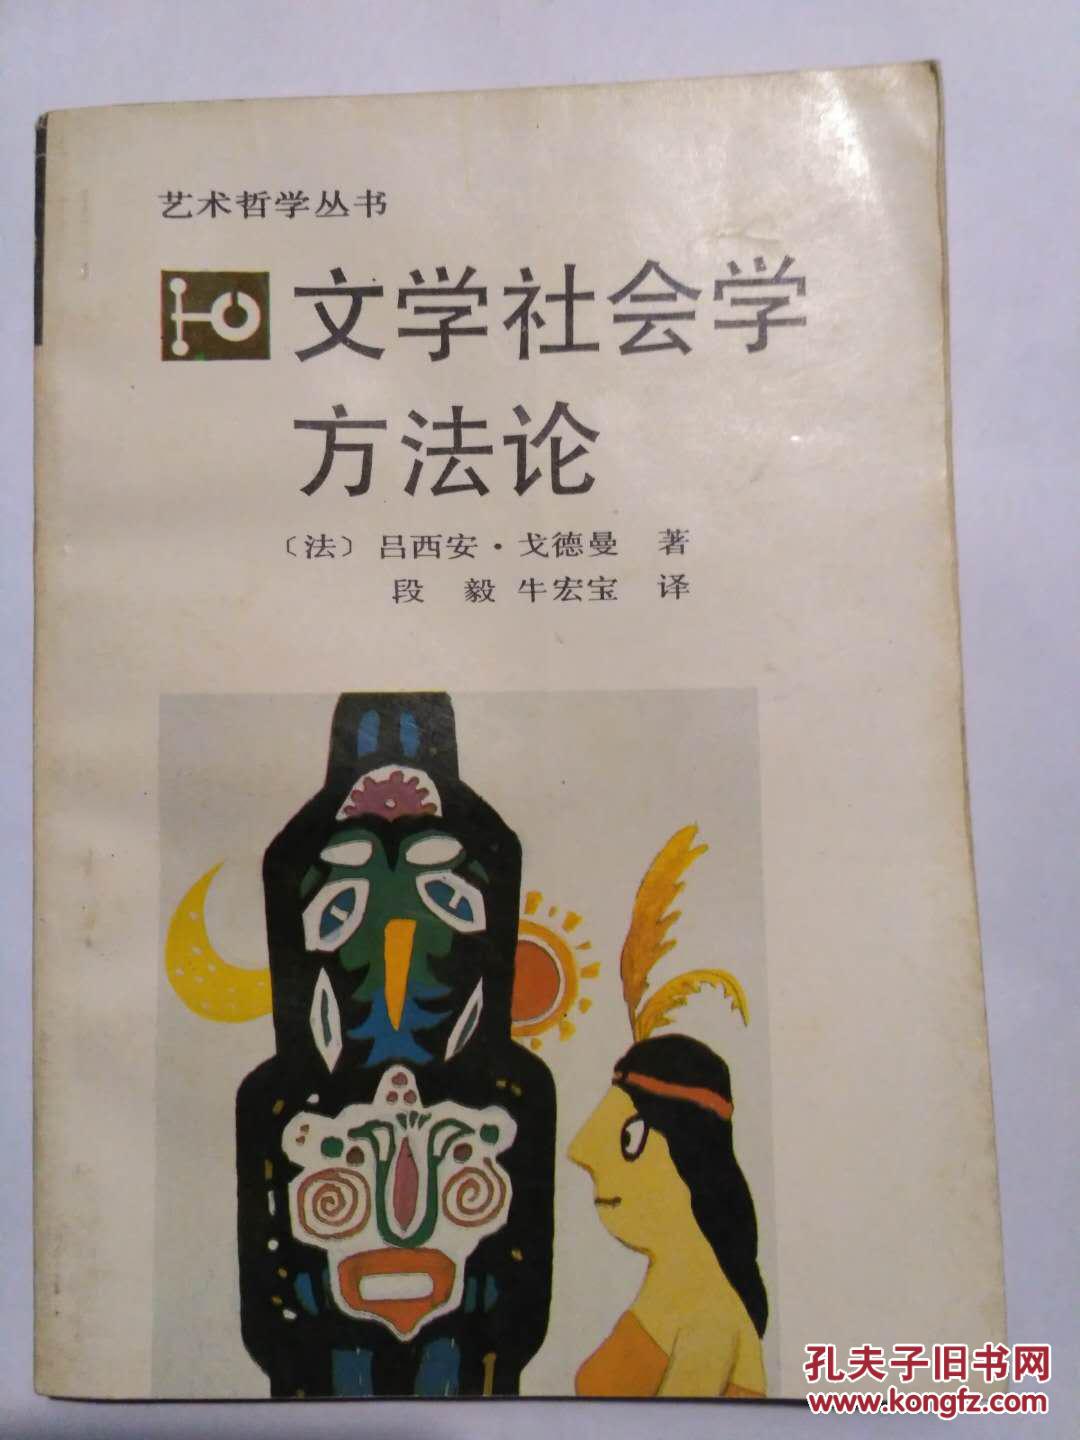 艺术哲学丛书
文学社会学
方法论
〔法〕吕西安·戈德曼 著
段 毅 牛宏宝 译
孔夫子旧书网
www.kongfz.com